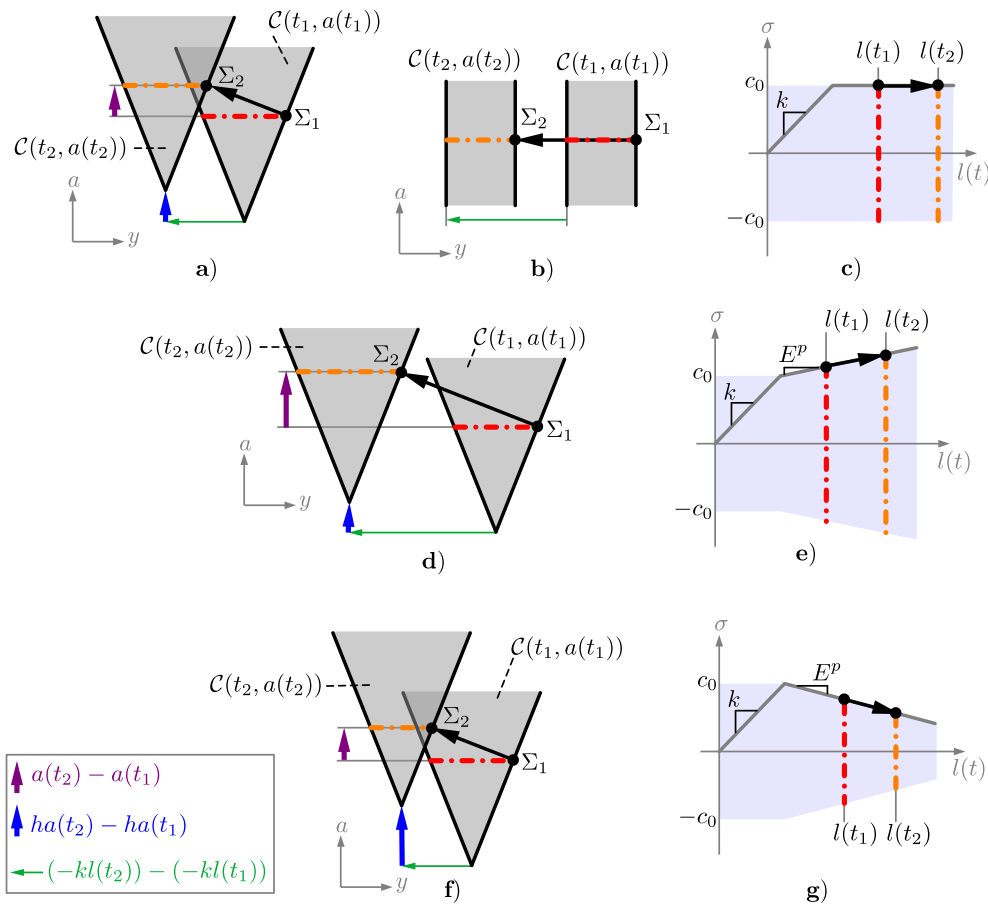 𝒞(t₁, a(t₁))
Σ₂
Σ₁
𝒞(t₂, a(t₂))
a
y
a)
𝒞(t₂, a(t₂))
𝒞(t₁, a(t₁))
Σ₂
Σ₁
b)
σ
l(t₁)
l(t₂)
c₀
k
l(t)
−c₀
c)
𝒞(t₂, a(t₂))
Σ₂
𝒞(t₁, a(t₁))
Σ₁
a
y
d)
σ
l(t₁)
l(t₂)
Eᵖ
c₀
k
l(t)
−c₀
e)
𝒞(t₂, a(t₂))
𝒞(t₁, a(t₁))
Σ₂
Σ₁
a
y
f)
σ
c₀
Eᵖ
k
l(t)
−c₀
l(t₁)
l(t₂)
g)
a(t₂) − a(t₁)
ha(t₂) − ha(t₁)
(−kl(t₂)) − (−kl(t₁))